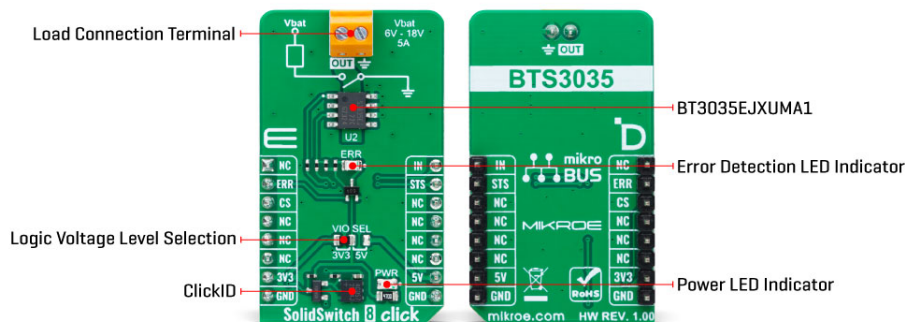 Load Connection Terminal
Vbat
Vbat
6V - 18V
5A
OUT
U2
ERR
NC
ERR
CS
NC
NC
NC
3V3
GND
IN
STS
NC
NC
NC
NC
5V
GND
Logic Voltage Level Selection
VIO SEL
3V3
5V
ClickID
PWR
SolidSwitch 8 click
OUT
BTS3035
BT3035EJXUMA1
Error Detection LED Indicator
mikro
BUS
IN
STS
NC
NC
NC
NC
5V
GND
NC
ERR
CS
NC
NC
NC
3V3
GND
MIKROE
RoHS
Power LED Indicator
mikroe.com
HW REV. 1.00